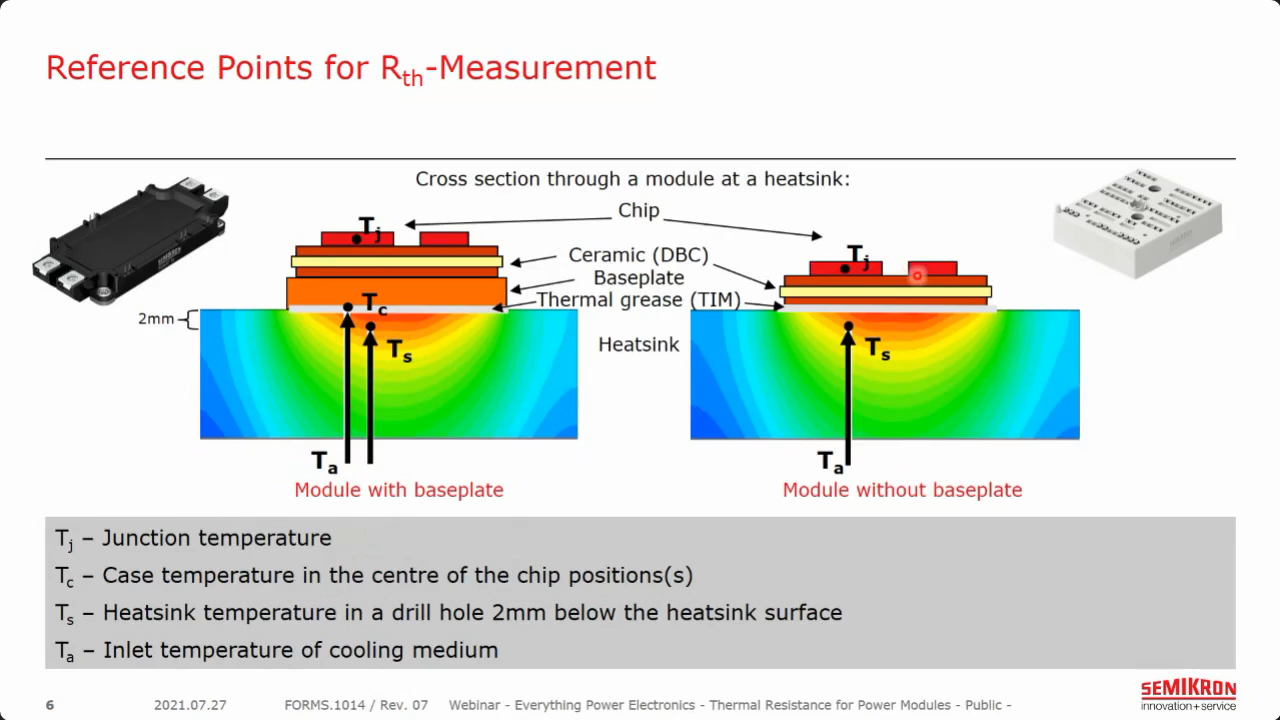 Reference Points for Rth-Measurement
Cross section through a module at a heatsink:
Chip
Tj
Tj
Ceramic (DBC)
Baseplate
Thermal grease (TIM)
Tc
2mm
Ts
Heatsink
Ts
Ta
Ta
Module with baseplate
Module without baseplate
Tj – Junction temperature
Tc – Case temperature in the centre of the chip positions(s)
Ts – Heatsink temperature in a drill hole 2mm below the heatsink surface
Ta – Inlet temperature of cooling medium
6 2021.07.27 FORMS.1014 / Rev. 07 Webinar - Everything Power Electronics - Thermal Resistance for Power Modules - Public -
SEMIKRON
innovation+service